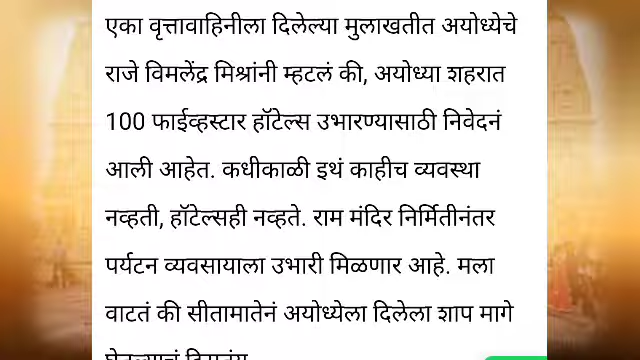 एका वृत्तवाहिनीला दिलेल्या मुलाखतीत अयोध्येचे
राजे विमलेंद्र मिश्रांनी म्हटलं की, अयोध्या शहरात
100 फाईव्हस्टार हॉटेल्स उभारण्यासाठी निवेदनं
आली आहेत. कधीकाळी इथं काहीच व्यवस्था
नव्हती, हॉटेल्सही नव्हते. राम मंदिर निर्मितीनंतर
पर्यटन व्यवसायाला उभारी मिळणार आहे. मला
वाटतं की सीतामातेनं अयोध्येला दिलेला शाप मागे